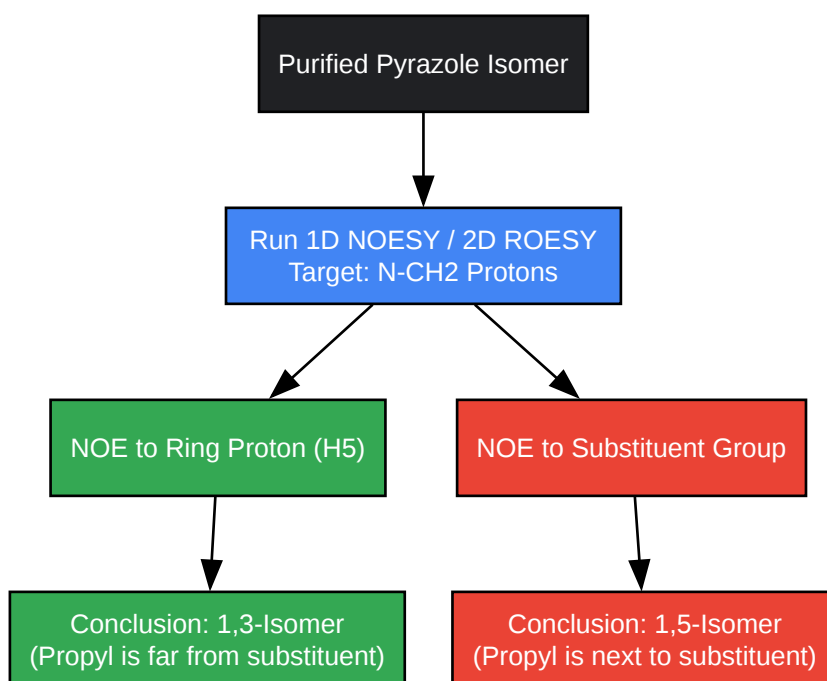 Purified Pyrazole Isomer
Run 1D NOESY / 2D ROESY
Target: N-CH2 Protons
NOE to Ring Proton (H5)
NOE to Substituent Group
Conclusion: 1,3-Isomer
(Propyl is far from substituent)
Conclusion: 1,5-Isomer
(Propyl is next to substituent)